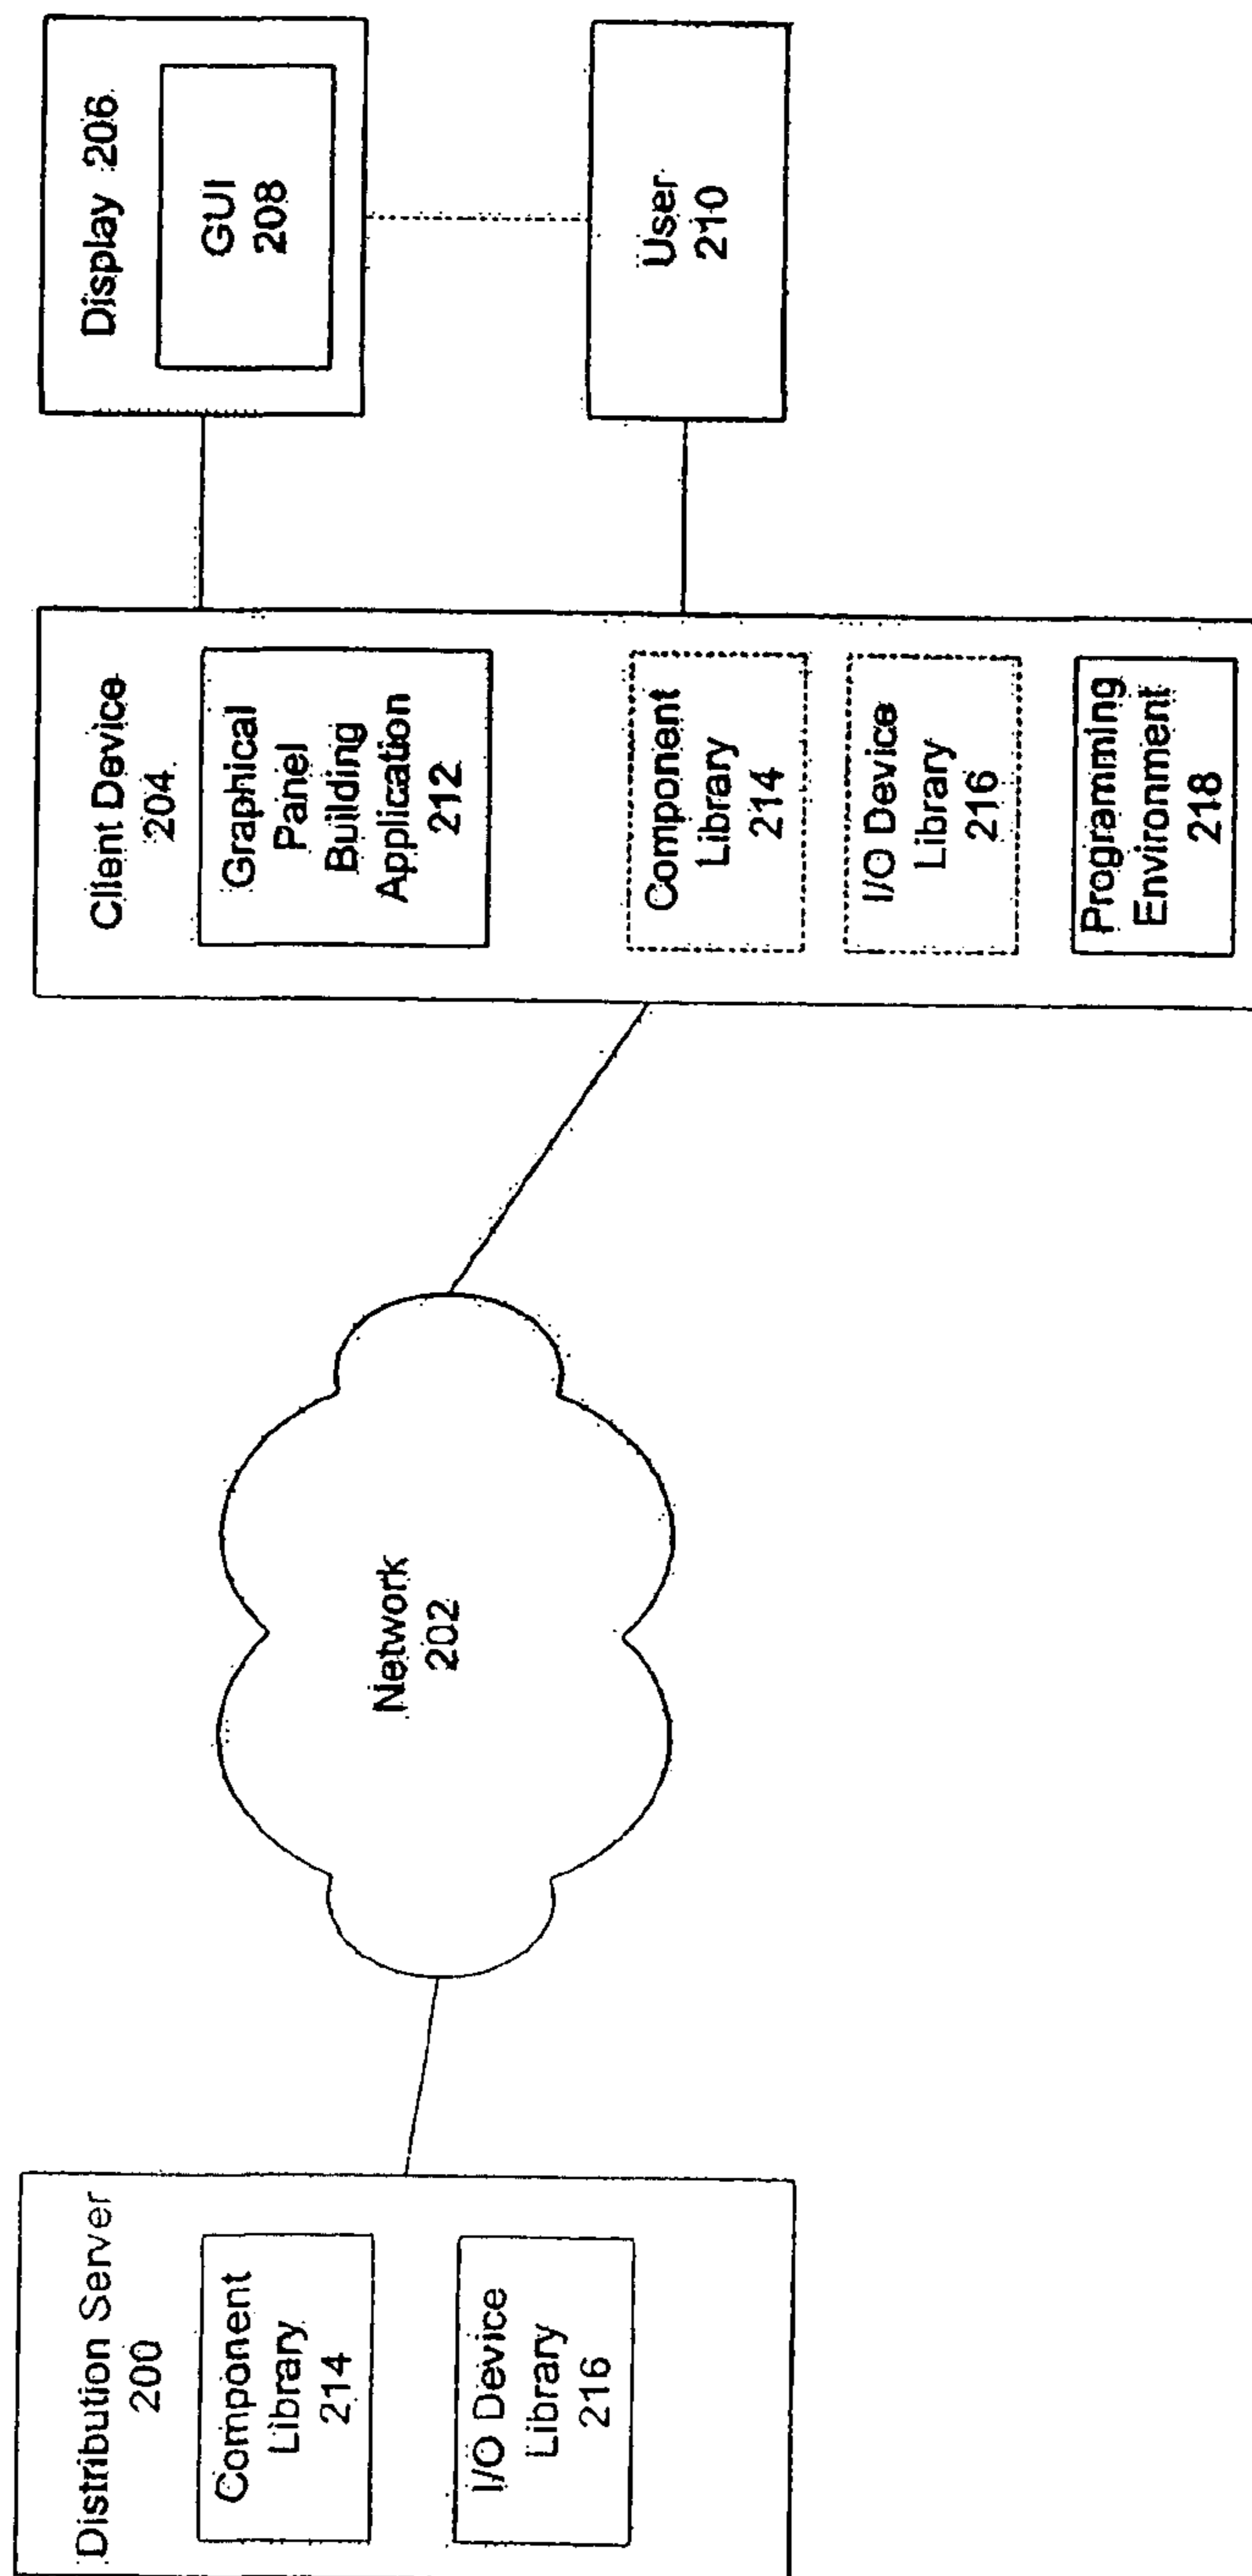 Distribution Server
200
Component
Library
214
I/O Device
Library
216
Network
202
Client Device
204
Graphical
Panel
Building
Application
212
Component
Library
214
I/O Device
Library
216
Programming
Environment
218
Display 206
GUI
208
User
210